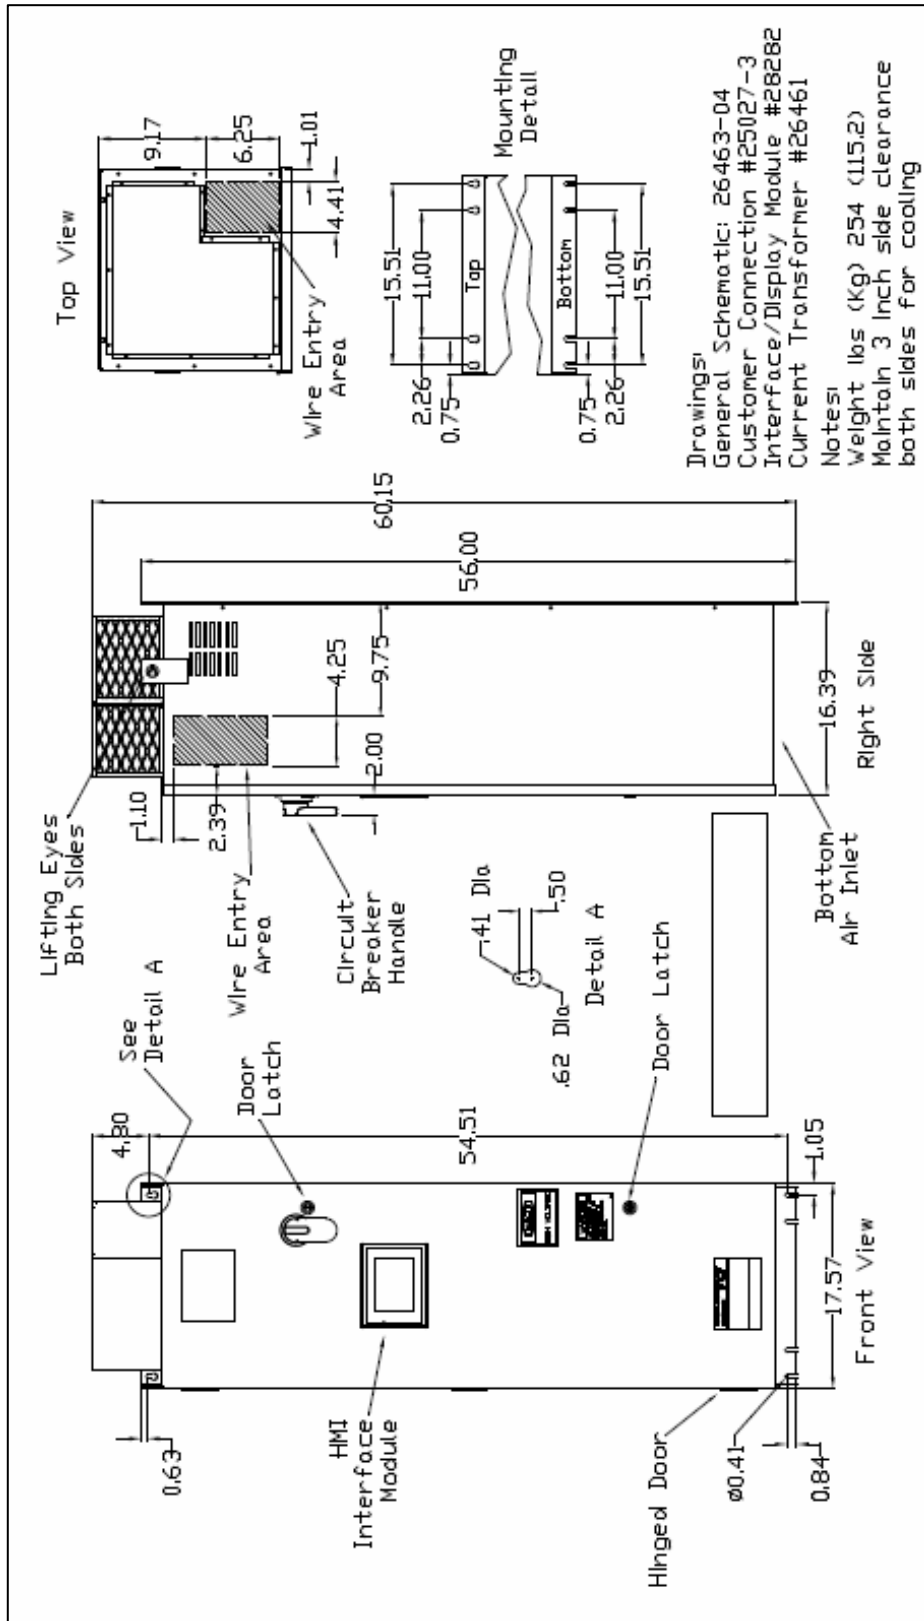 Top View
9.17
6.25
1.01
4.41
Wire Entry
Area
Mounting
Detail
15.51
11.00
2.26
0.75
Top
Bottom
0.75
2.26
11.00
15.51
Drawings:
General Schematic: 26463-04
Customer Connection #25027-3
Interface/Display Module #28282
Current Transformer #26461
Notes:
Weight lbs (Kg) 254 (115.2)
Maintain 3 inch side clearance
both sides for cooling
Lifting Eyes
Both Sides
60.15
56.00
1.10
2.39
4.25
9.75
2.00
Wire Entry
Area
Circuit
Breaker
Handle
16.39
Bottom
Air Inlet
Right Side
.41 Dia
.50
.62 Dia
Detail A
See
Detail A
4.80
Door
Latch
54.51
Door Latch
1.05
0.63
HMI
Interface
Module
Hinged Door
ø0.41
0.84
17.57
Front View